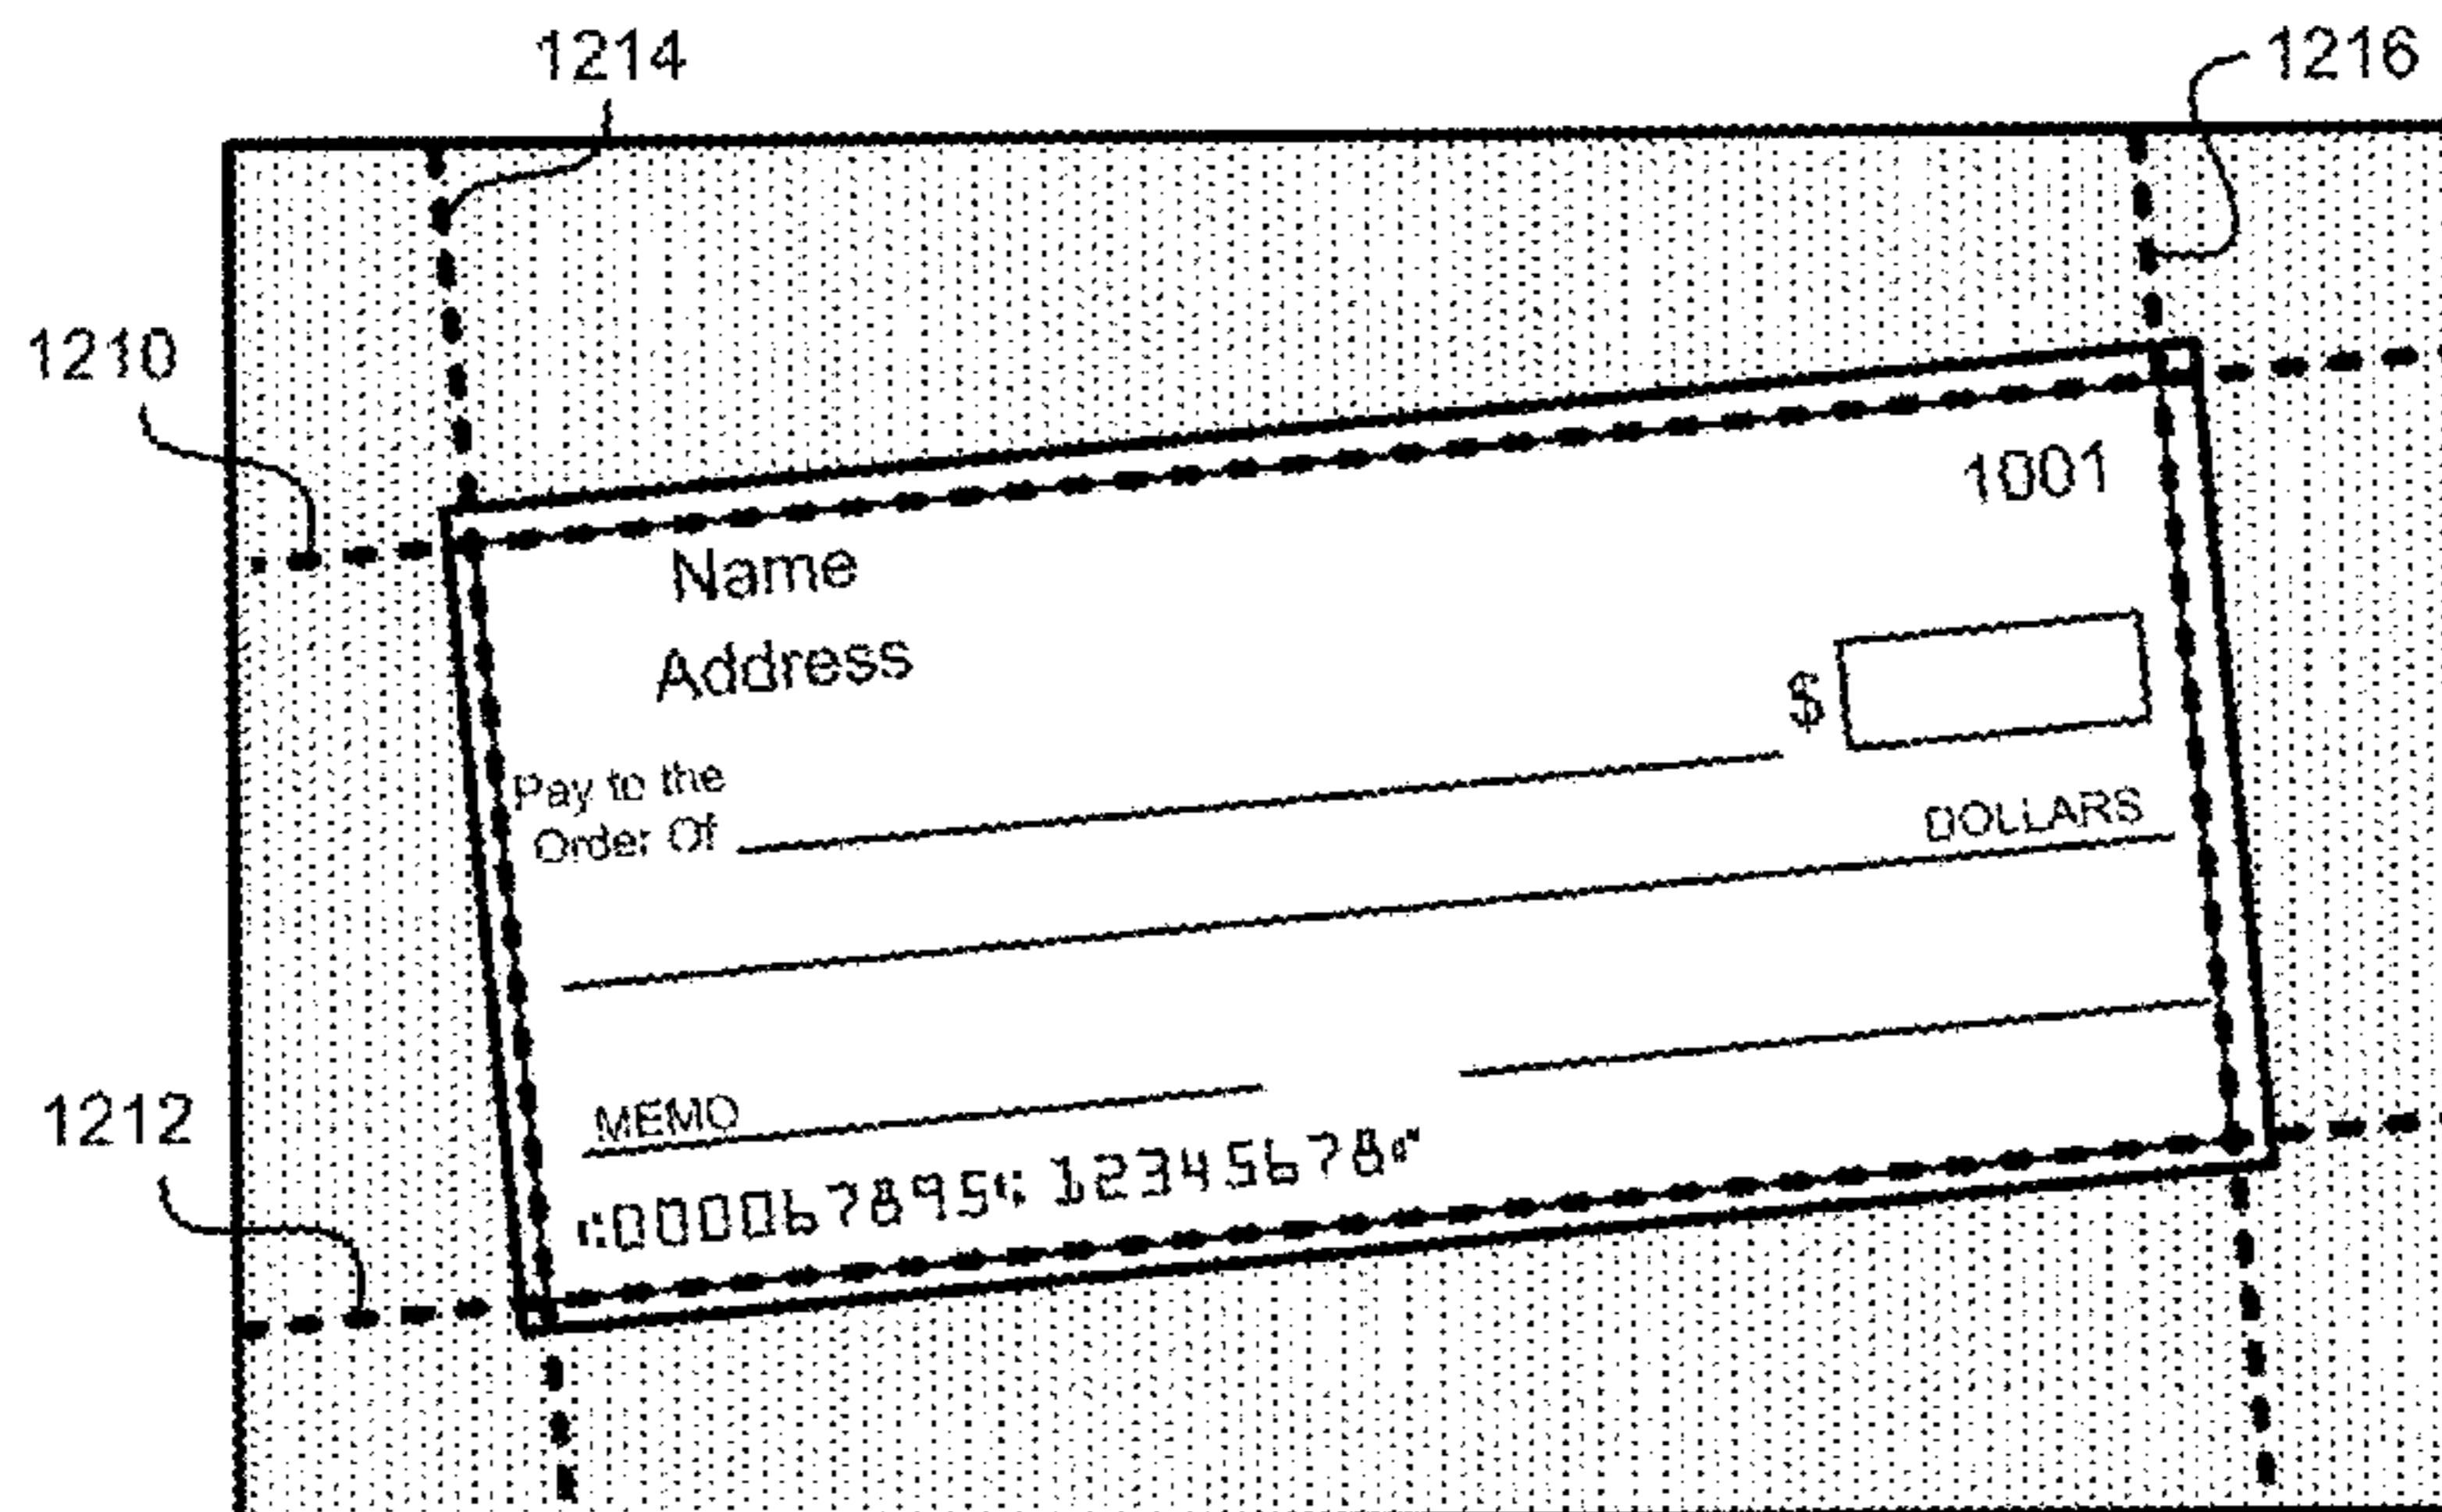 1214
1216
1210
1001
Name
Address
$
Pay to the
Order Of
DOLLARS
1212
MEMO
⑆000067895⑆ 12345678⑈